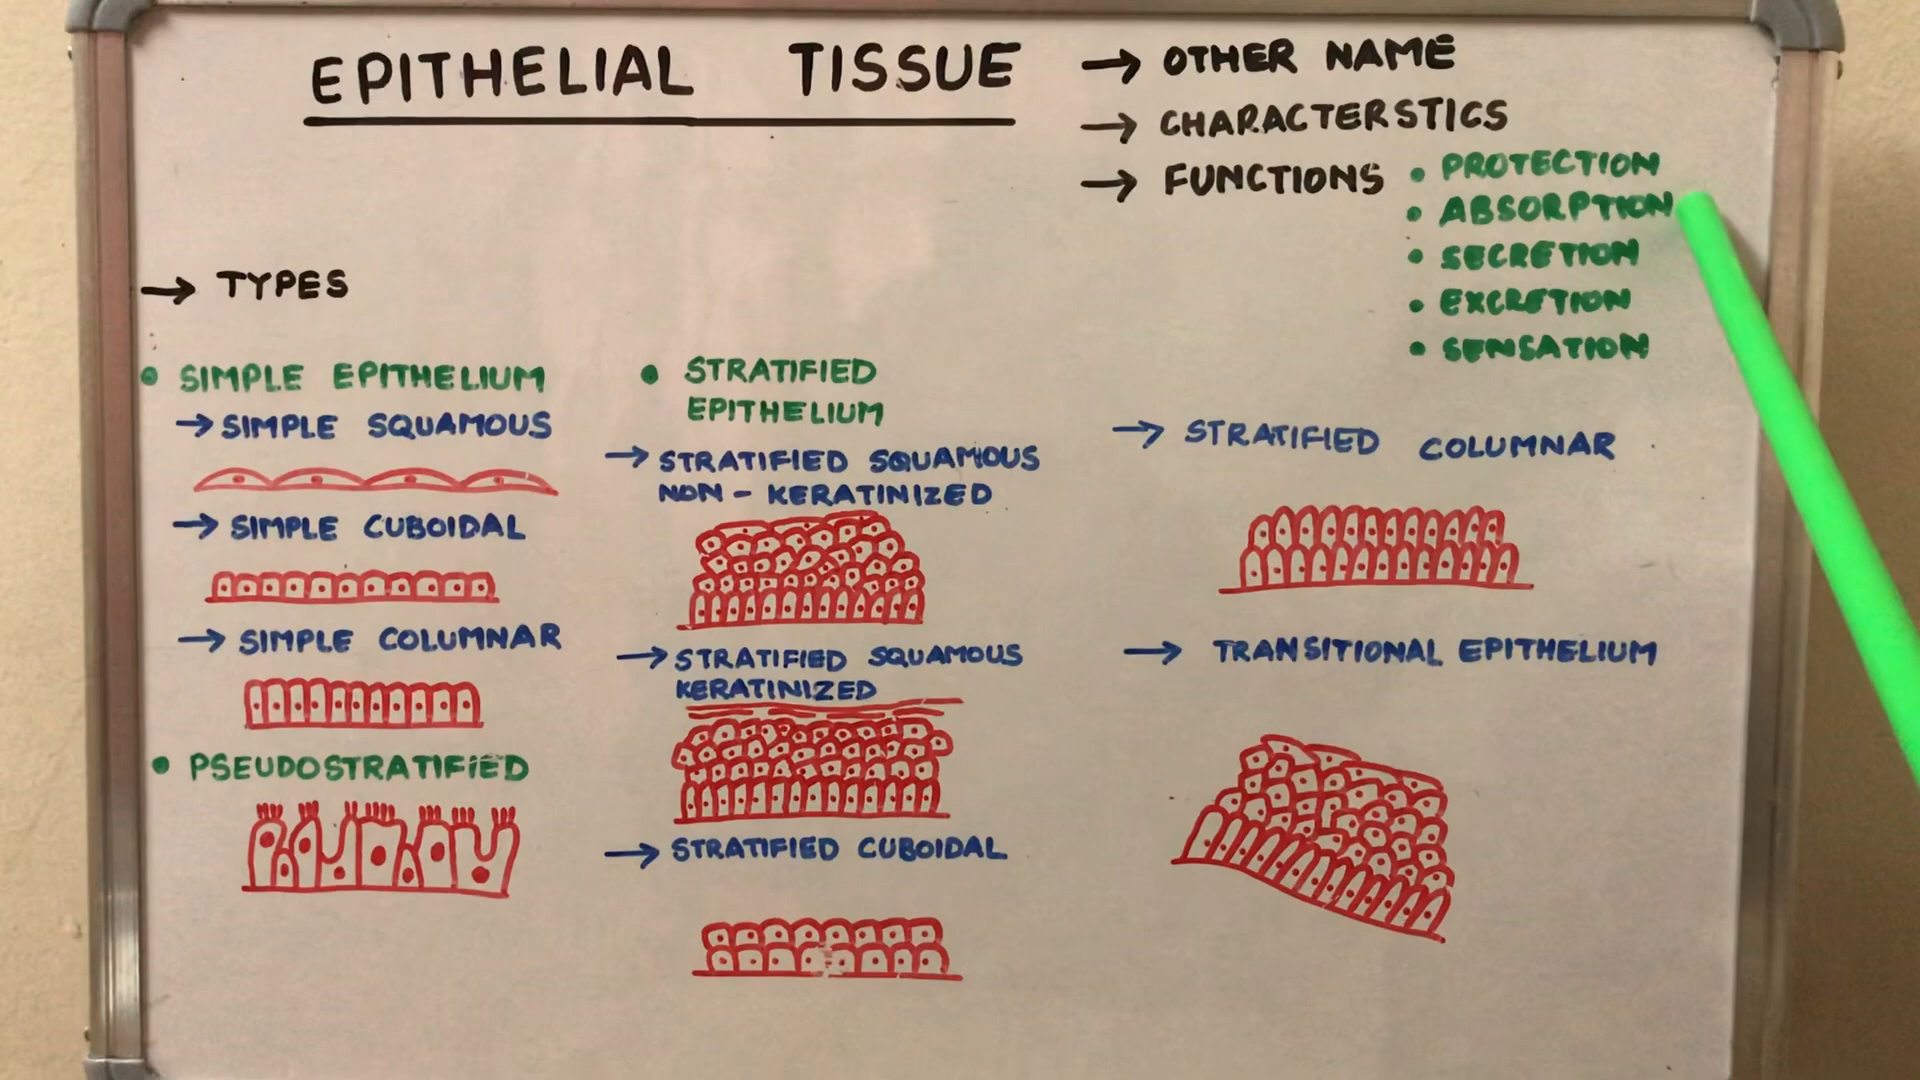 EPITHELIAL TISSUE
→ OTHER NAME
→ CHARACTERSTICS
→ FUNCTIONS
• PROTECTION
• ABSORPTION
• SECRETION
• EXCRETION
• SENSATION
→ TYPES
• SIMPLE EPITHELIUM
→ SIMPLE SQUAMOUS
→ SIMPLE CUBOIDAL
→ SIMPLE COLUMNAR
• PSEUDOSTRATIFIED
• STRATIFIED
EPITHELIUM
→ STRATIFIED SQUAMOUS
NON - KERATINIZED
→ STRATIFIED SQUAMOUS
KERATINIZED
→ STRATIFIED CUBOIDAL
→ STRATIFIED COLUMNAR
→ TRANSITIONAL EPITHELIUM